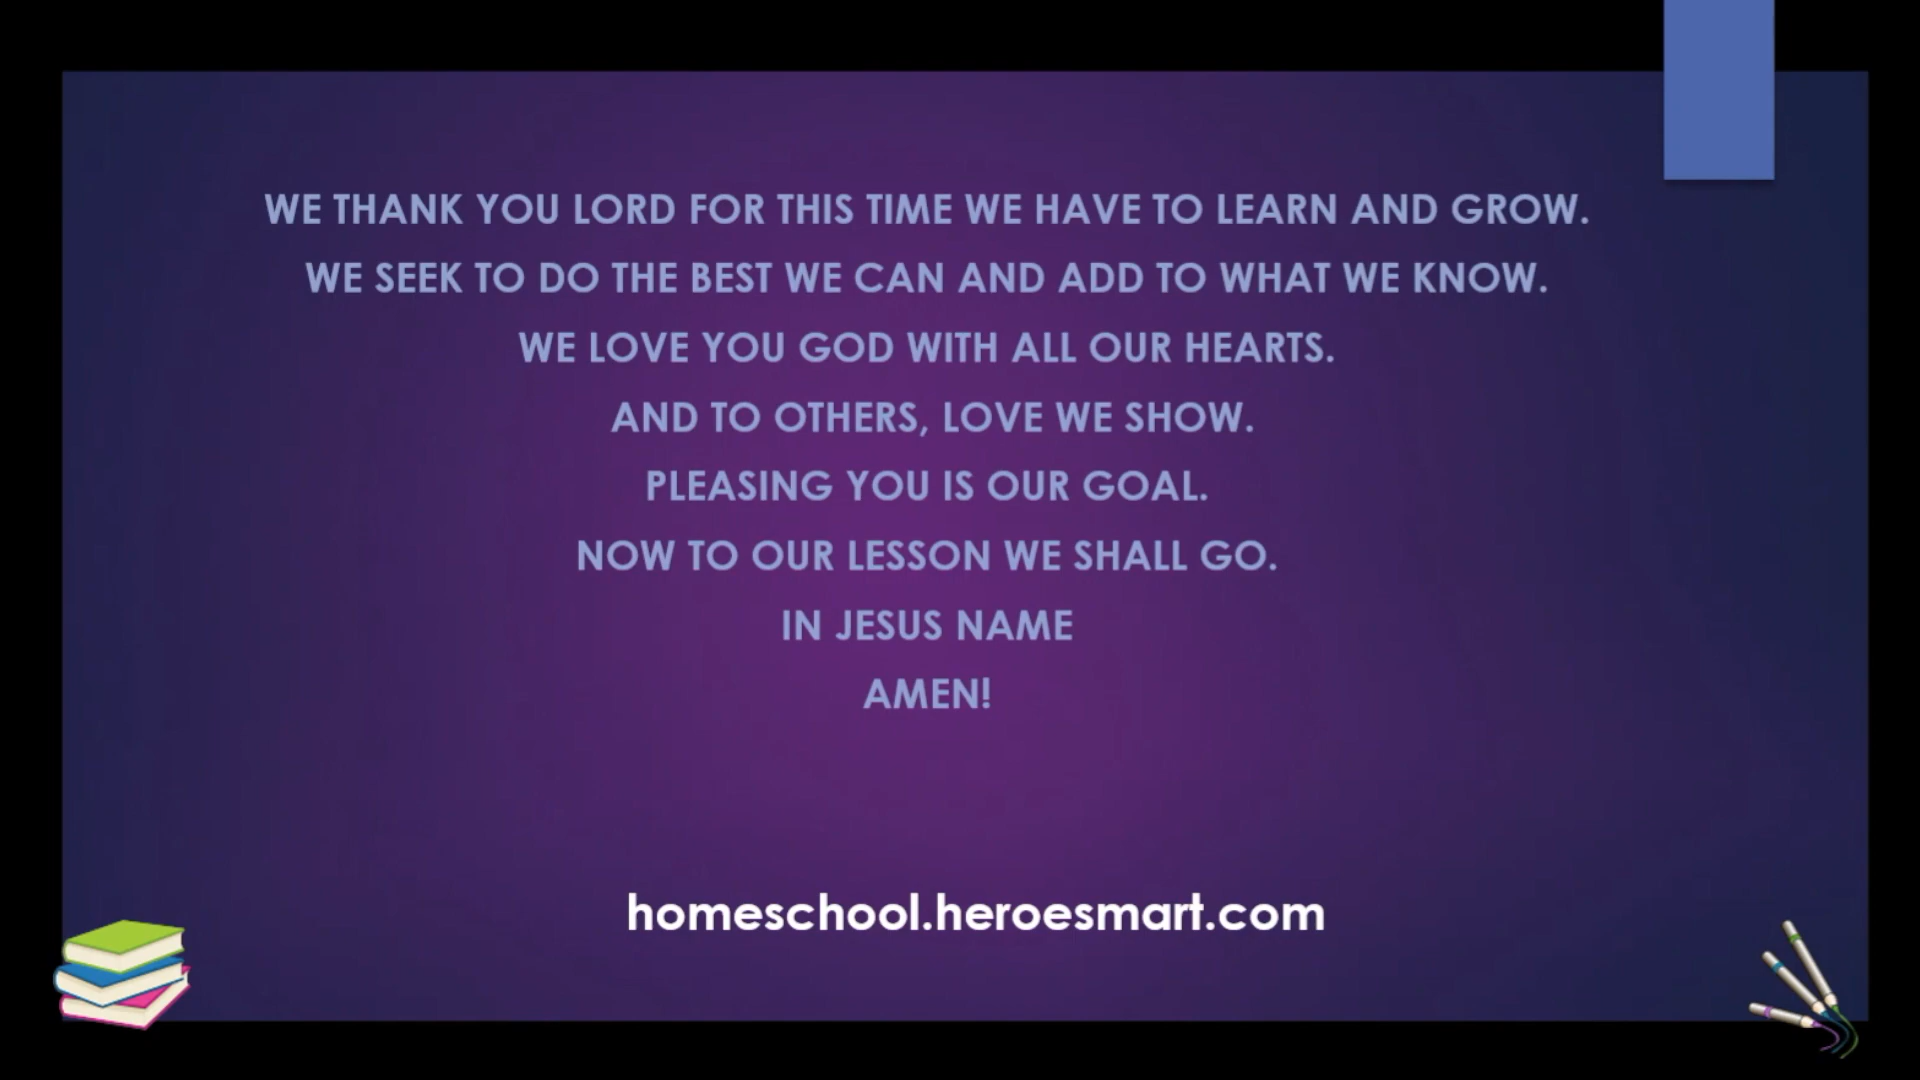 WE THANK YOU LORD FOR THIS TIME WE HAVE TO LEARN AND GROW.
WE SEEK TO DO THE BEST WE CAN AND ADD TO WHAT WE KNOW.
WE LOVE YOU GOD WITH ALL OUR HEARTS.
AND TO OTHERS, LOVE WE SHOW.
PLEASING YOU IS OUR GOAL.
NOW TO OUR LESSON WE SHALL GO.
IN JESUS NAME
AMEN!
homeschool.heroesmart.com